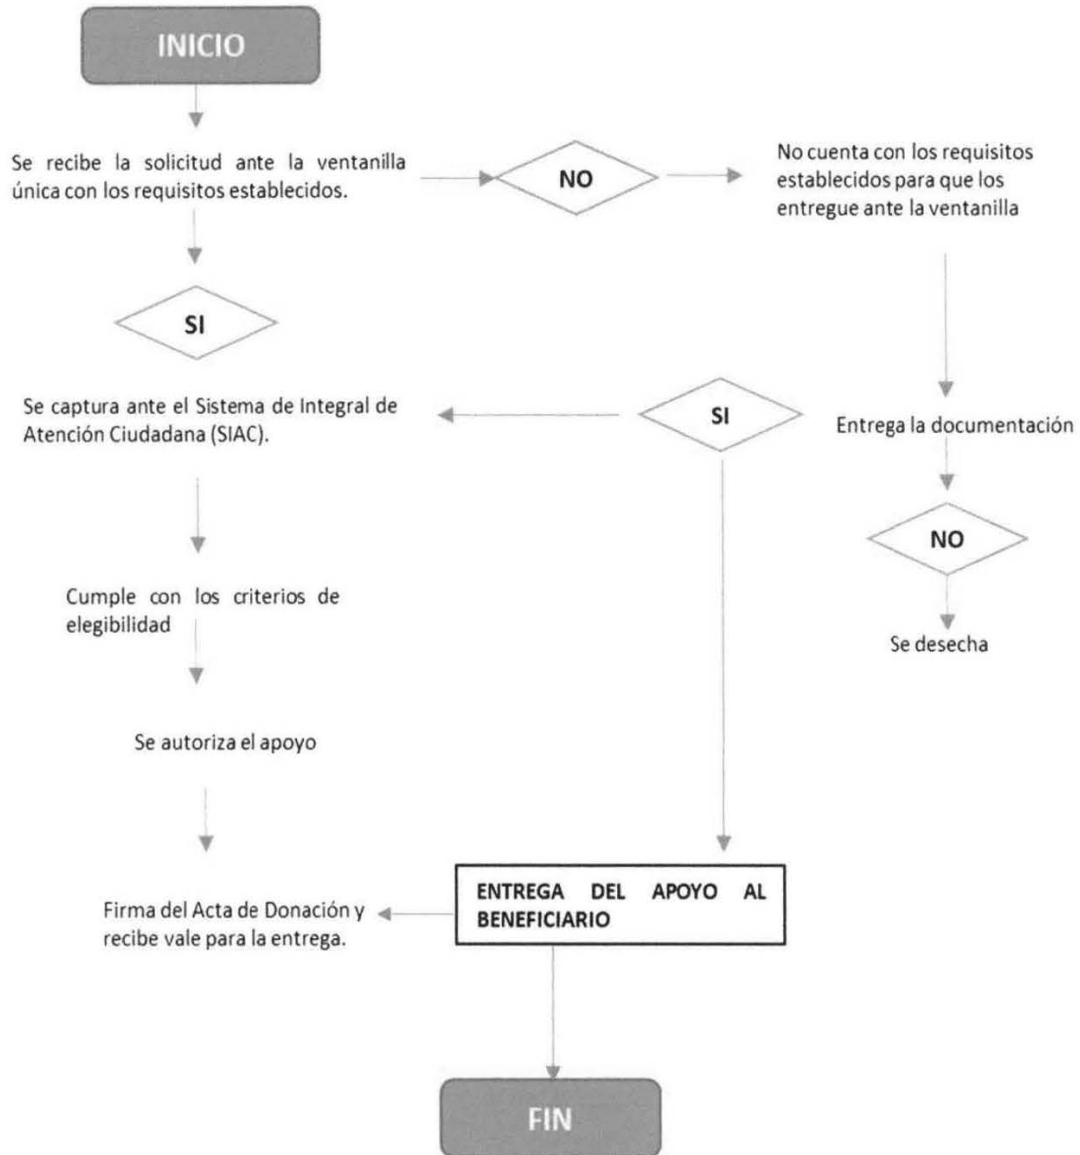 INICIO
Se recibe la solicitud ante la ventanilla
única con los requisitos establecidos.
NO
No cuenta con los requisitos
establecidos para que los
entregue ante la ventanilla
SI
Se captura ante el Sistema de Integral de
Atención Ciudadana (SIAC).
SI
Entrega la documentación
NO
Se desecha
Cumple con los criterios de
elegibilidad
Se autoriza el apoyo
Firma del Acta de Donación y
recibe vale para la entrega.
ENTREGA DEL APOYO AL
BENEFICIARIO
FIN